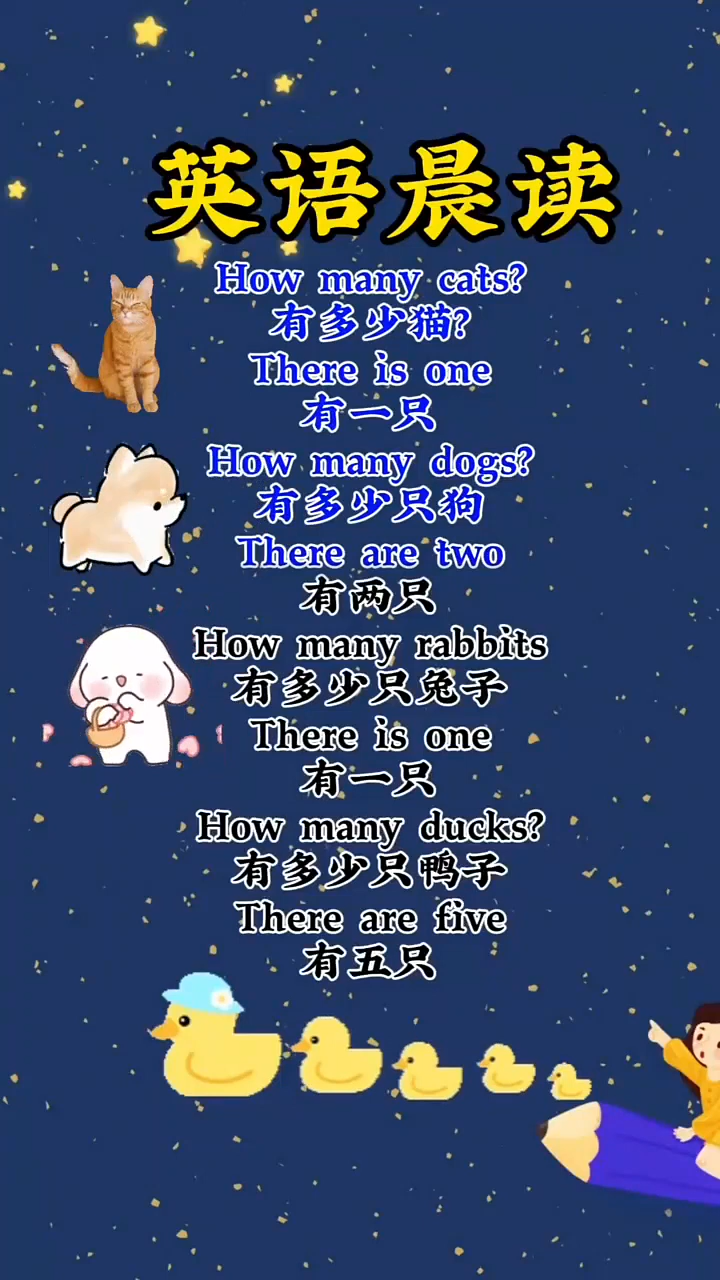 英语晨读
How many cats?
有多少猫?
There is one
有一只
How many dogs?
有多少只狗
There are two
有两只
How many rabbits
有多少只兔子
There is one
有一只
How many ducks?
有多少只鸭子
There are five
有五只